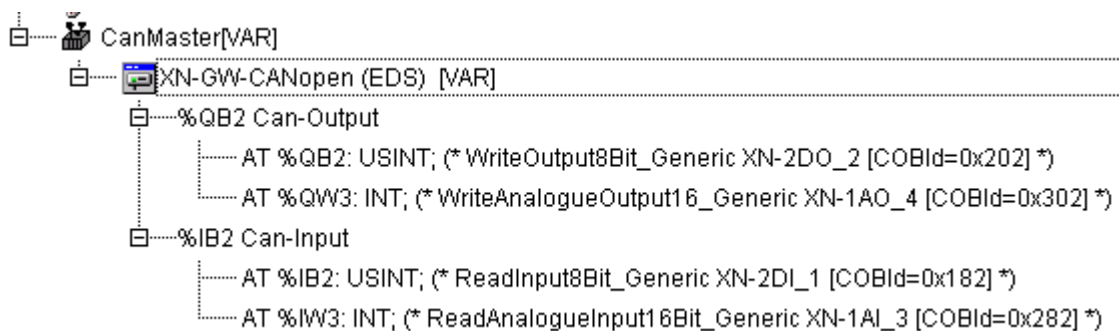 CanMaster[VAR]
XN-GW-CANopen (EDS) [VAR]
%QB2 Can-Output
AT %QB2: USINT; (* WriteOutput8Bit_Generic XN-2DO_2 [COBId=0x202] *)
AT %QW3: INT; (* WriteAnalogueOutput16_Generic XN-1AO_4 [COBId=0x302] *)
%IB2 Can-Input
AT %IB2: USINT; (* ReadInput8Bit_Generic XN-2DI_1 [COBId=0x182] *)
AT %IW3: INT; (* ReadAnalogueInput16Bit_Generic XN-1AI_3 [COBId=0x282] *)